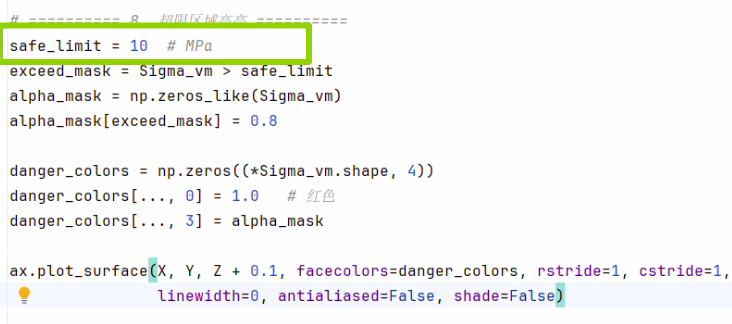 # ========== 8. 超限区域高亮 ==========
safe_limit = 10  # MPa
exceed_mask = Sigma_vm > safe_limit
alpha_mask = np.zeros_like(Sigma_vm)
alpha_mask[exceed_mask] = 0.8
danger_colors = np.zeros((*Sigma_vm.shape, 4))
danger_colors[..., 0] = 1.0   # 红色
danger_colors[..., 3] = alpha_mask
ax.plot_surface(X, Y, Z + 0.1, facecolors=danger_colors, rstride=1, cstride=1,
linewidth=0, antialiased=False, shade=False)